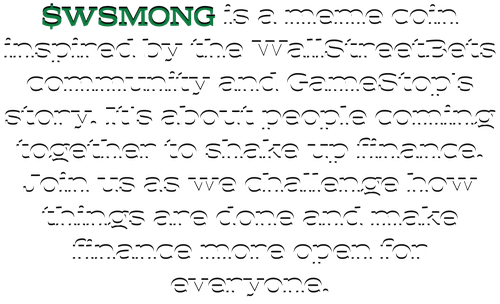 $WSMONG is a meme coin
inspired by the WallStreetBets
community and GameStop's
story. It's about people coming
together to shake up finance.
Join us as we challenge how
things are done and make
finance more open for
everyone.